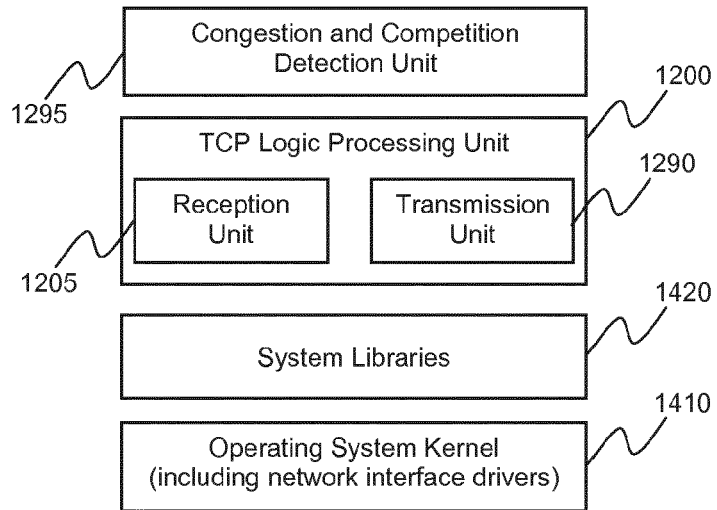 Congestion and Competition
Detection Unit
1295
1200
TCP Logic Processing Unit
1290
Reception
Unit
Transmission
Unit
1205
1420
System Libraries
1410
Operating System Kernel
(including network interface drivers)